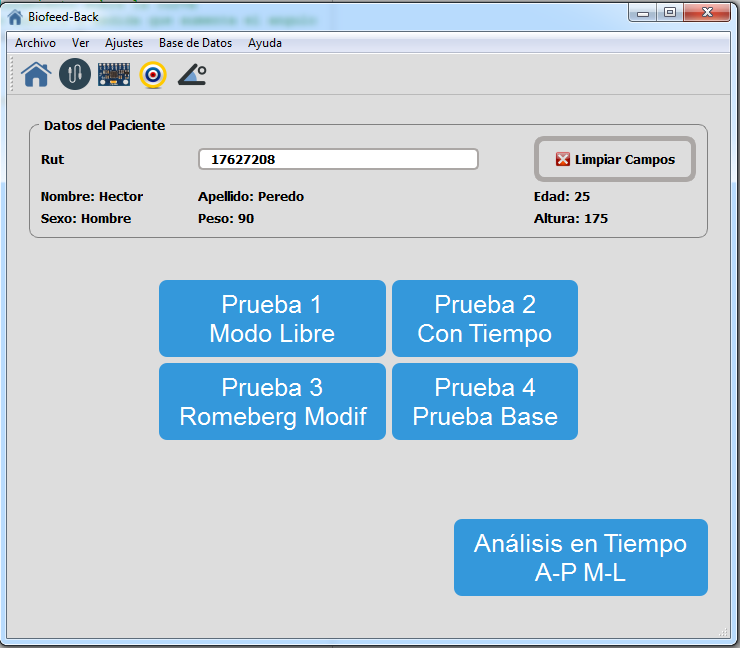 Biofeed-Back
Archivo Ver Ajustes Base de Datos Ayuda
Datos del Paciente
Rut 17627208 Limpiar Campos
Nombre: Hector Apellido: Peredo Edad: 25
Sexo: Hombre Peso: 90 Altura: 175
Prueba 1
Modo Libre
Prueba 2
Con Tiempo
Prueba 3
Romeberg Modif
Prueba 4
Prueba Base
Análisis en Tiempo
A-P M-L